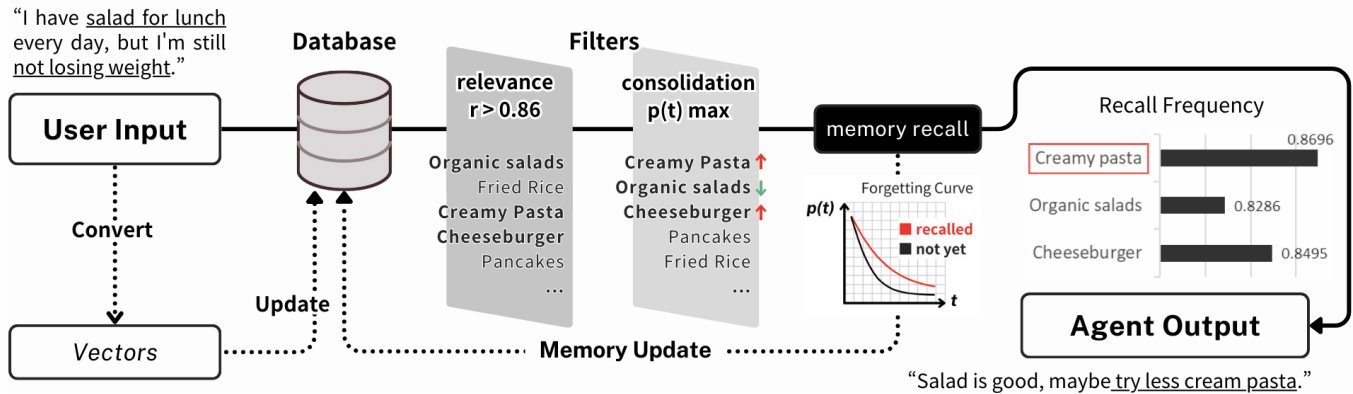 “I have salad for lunch
every day, but I'm still
not losing weight.”
User Input
Convert
Vectors
Database
Update
Filters
relevance
r > 0.86
Organic salads
Fried Rice
Creamy Pasta
Cheeseburger
Pancakes
...
consolidation
p(t) max
Creamy Pasta ↑
Organic salads ↓
Cheeseburger ↑
Pancakes
Fried Rice
...
memory recall
Forgetting Curve
p(t)
recalled
not yet
t
Memory Update
Recall Frequency
Creamy pasta 0.8696
Organic salads 0.8286
Cheeseburger 0.8495
Agent Output
“Salad is good, maybe try less cream pasta.”